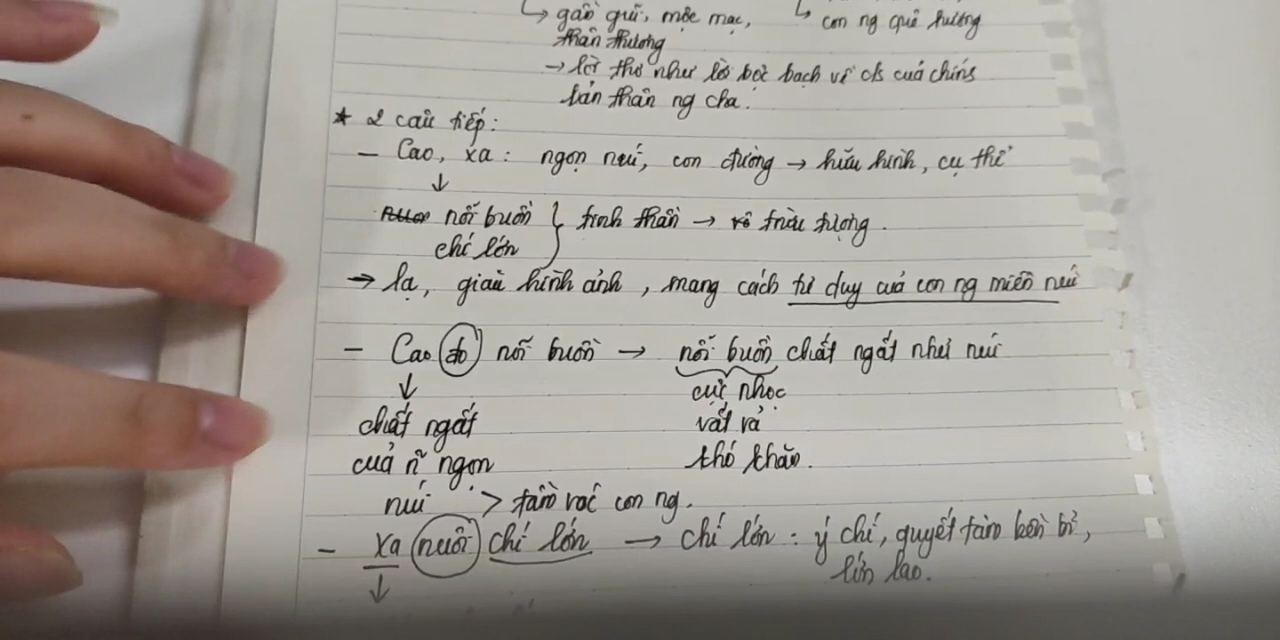 ↳ gần gũi, mộc mạc, ↳ con ng quê hương
thân thương
→ lời thơ như lời bộc bạch về cs của chính
bản thân ng cha.
* 2 câu tiếp:
- Cao, xa: ngọn núi, con đường → hữu hình, cụ thể
↓
nỗi buồn } tinh thần → trừu tượng.
chí lớn
→ lạ, giàu hình ảnh, mang cách tư duy của con ng miền núi
- Cao đo nỗi buồn → nỗi buồn chất ngất như núi
↓ cực nhọc
chất ngất vất vả
của n~ ngọn khó khăn.
núi > tầm vóc con ng.
- xa nuôi chí lớn → chí lớn: ý chí, quyết tâm bền bỉ,
↓ lớn lao.